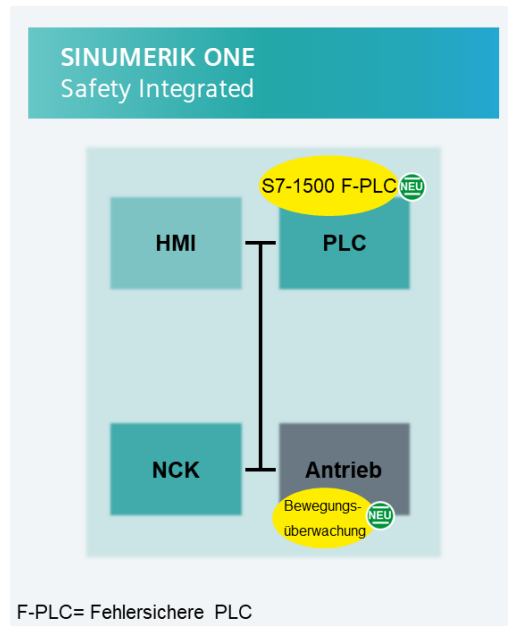 SINUMERIK ONE
Safety Integrated
S7-1500 F-PLC NEU
HMI
PLC
NCK
Antrieb
Bewegungs-
überwachung
NEU
F-PLC= Fehlersichere PLC